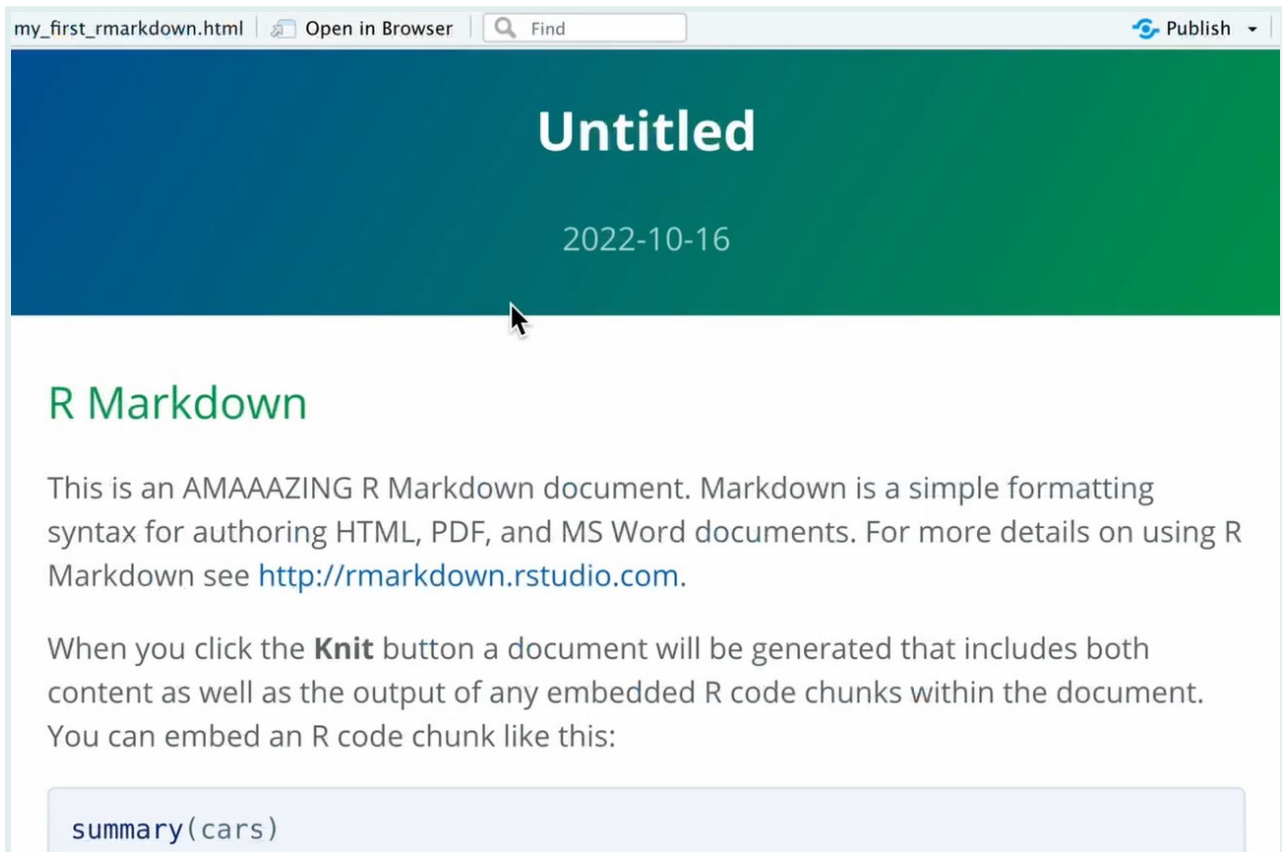 my_first_rmarkdown.html Open in Browser Find Publish
Untitled
2022-10-16
R Markdown
This is an AMAAAZING R Markdown document. Markdown is a simple formatting
syntax for authoring HTML, PDF, and MS Word documents. For more details on using R
Markdown see http://rmarkdown.rstudio.com.
When you click the Knit button a document will be generated that includes both
content as well as the output of any embedded R code chunks within the document.
You can embed an R code chunk like this:
summary(cars)